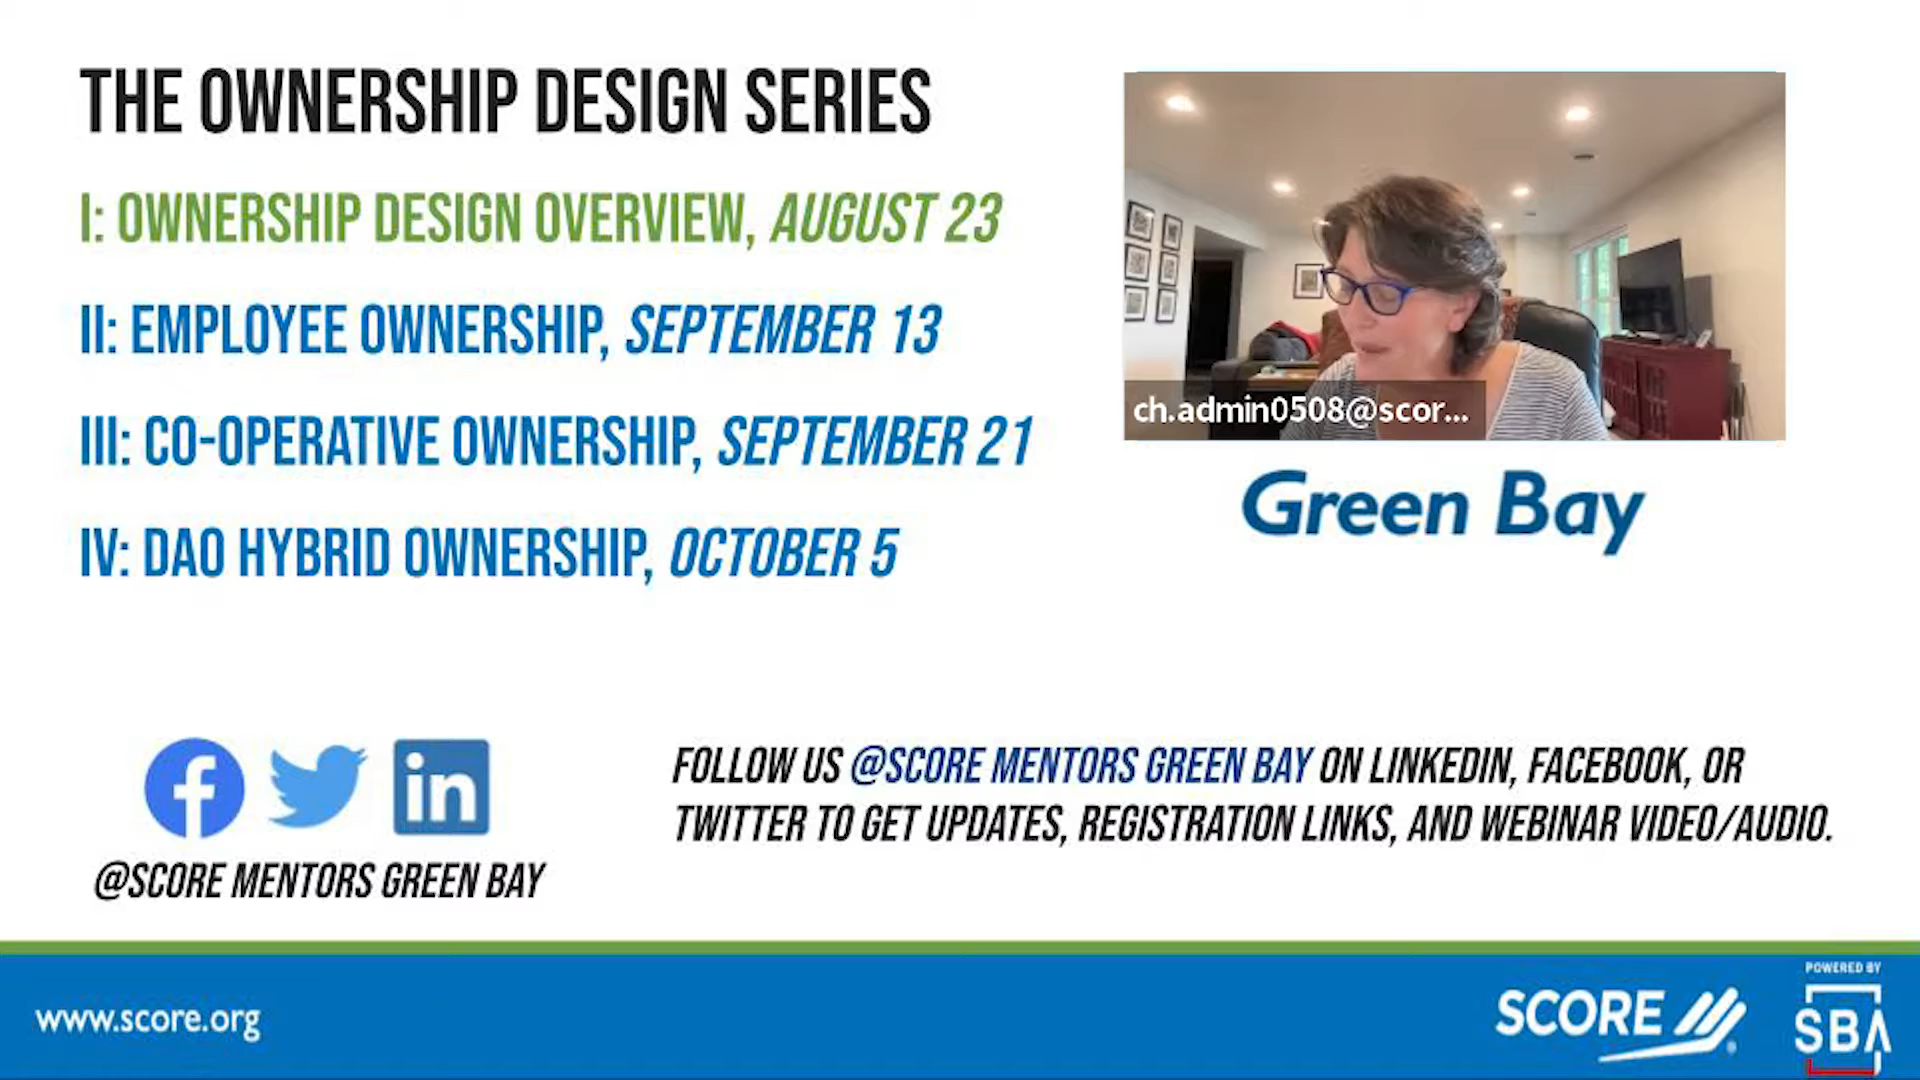 THE OWNERSHIP DESIGN SERIES
I: OWNERSHIP DESIGN OVERVIEW, AUGUST 23
II: EMPLOYEE OWNERSHIP, SEPTEMBER 13
III: CO-OPERATIVE OWNERSHIP, SEPTEMBER 21
IV: DAO HYBRID OWNERSHIP, OCTOBER 5
ch.admin0508@scor...
Green Bay
f
in
@SCORE MENTORS GREEN BAY
FOLLOW US @SCORE MENTORS GREEN BAY ON LINKEDIN, FACEBOOK, OR
TWITTER TO GET UPDATES, REGISTRATION LINKS, AND WEBINAR VIDEO/AUDIO.
www.score.org
SCORE
POWERED BY
SBA